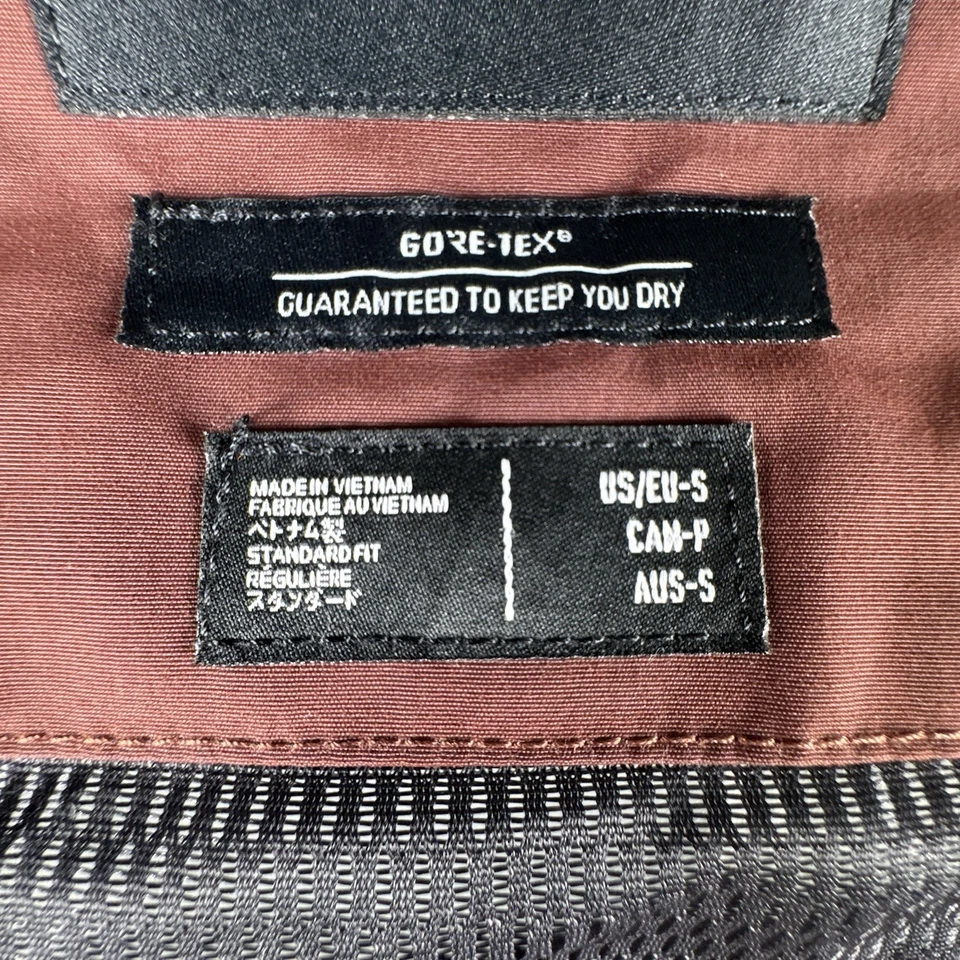 GORE-TEX®
GUARANTEED TO KEEP YOU DRY
MADE IN VIETNAM
FABRIQUE AU VIETNAM
ベトナム製
STANDARD FIT
RÉGULIÈRE
スタンダード
US/EU-S
CAN-P
AUS-S